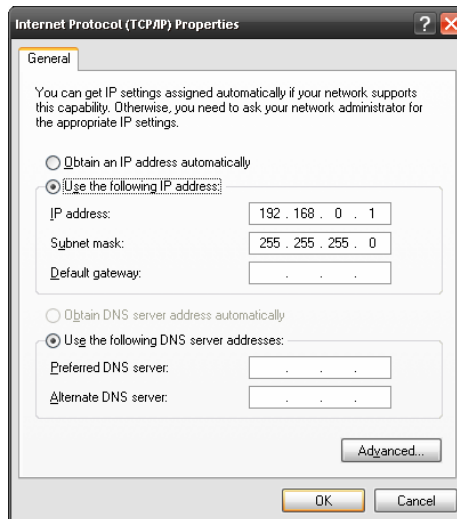 Internet Protocol (TCP/IP) Properties
General
You can get IP settings assigned automatically if your network supports
this capability. Otherwise, you need to ask your network administrator for
the appropriate IP settings.
Obtain an IP address automatically
Use the following IP address:
IP address: 192 . 168 . 0 . 1
Subnet mask: 255 . 255 . 255 . 0
Default gateway: . . .
Obtain DNS server address automatically
Use the following DNS server addresses:
Preferred DNS server: . . .
Alternate DNS server: . . .
Advanced...
OK Cancel